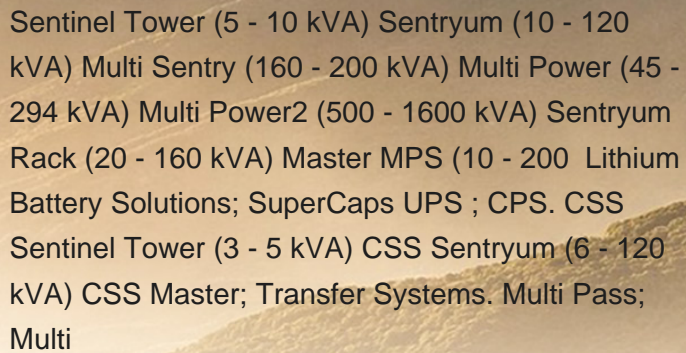 Sentinel Tower (5 - 10 kVA) Sentryum (10 - 120
kVA) Multi Sentry (160 - 200 kVA) Multi Power (45 -
294 kVA) Multi Power2 (500 - 1600 kVA) Sentryum
Rack (20 - 160 kVA) Master MPS (10 - 200 Lithium
Battery Solutions; SuperCaps UPS ; CPS. CSS
Sentinel Tower (3 - 5 kVA) CSS Sentryum (6 - 120
kVA) CSS Master; Transfer Systems. Multi Pass;
Multi